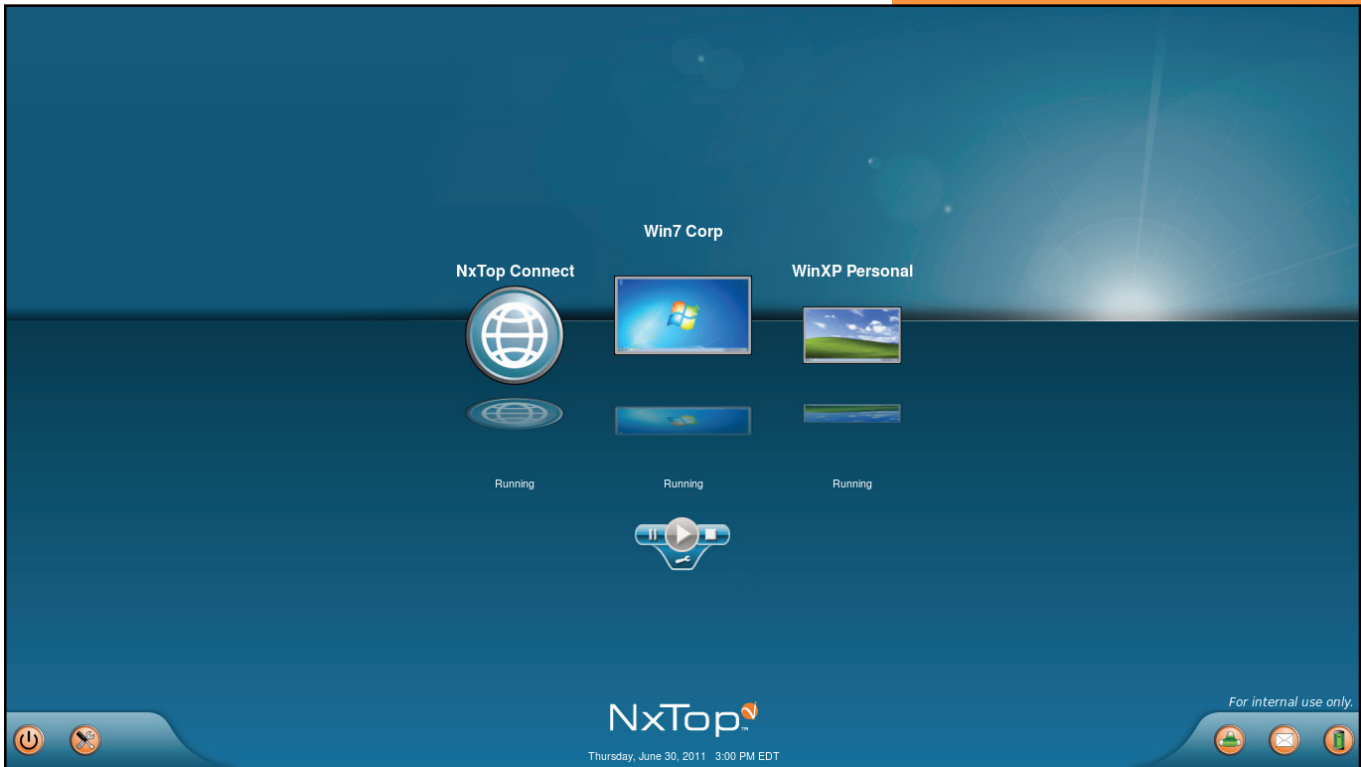 Win7 Corp
NxTop Connect
WinXP Personal
Running
Running
Running
For internal use only.
NxTop™
Thursday, June 30, 2011 3:00 PM EDT